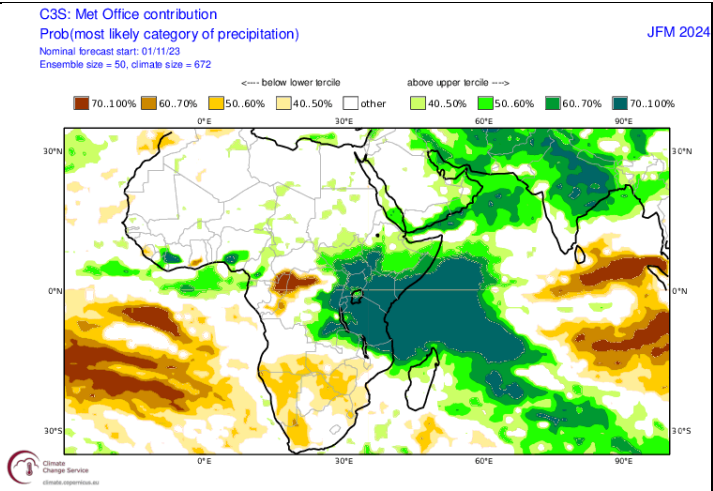 C3S: Met Office contribution
Prob(most likely category of precipitation)
JFM 2024
Nominal forecast start: 01/11/23
Ensemble size = 50, climate size = 672
<---- below lower tercile
above upper tercile ---->
70..100% 60..70% 50..60% 40..50% other 40..50% 50..60% 60..70% 70..100%
0°E 30°E 60°E 90°E
30°N 30°N
0°N 0°N
30°S 30°S
0°E 30°E 60°E 90°E
Climate
Change Service
climate.copernicus.eu